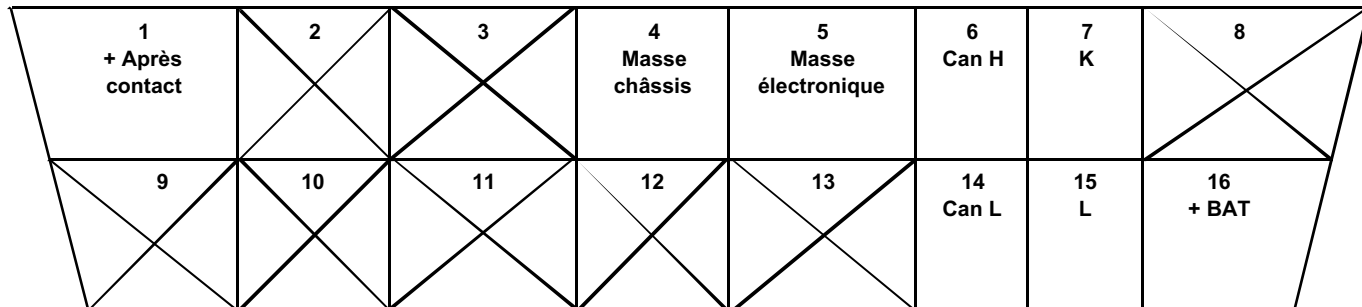 1
+ Après
contact
2
3
4
Masse
châssis
5
Masse
électronique
6
Can H
7
K
8
9
10
11
12
13
14
Can L
15
L
16
+ BAT